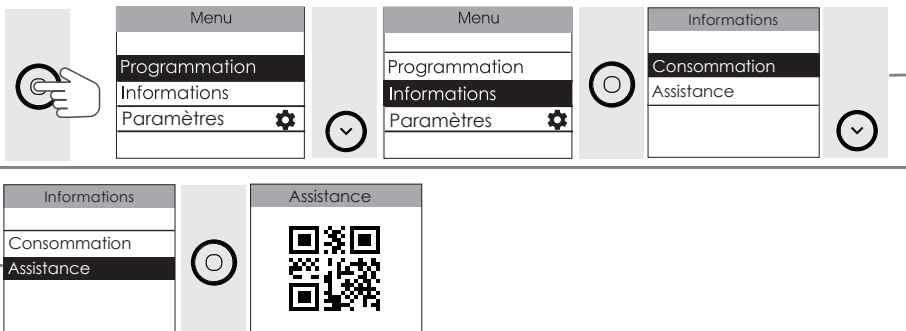 Menu
Programmation
Informations
Paramètres
Menu
Programmation
Informations
Paramètres
Informations
Consommation
Assistance
Informations
Consommation
Assistance
Assistance